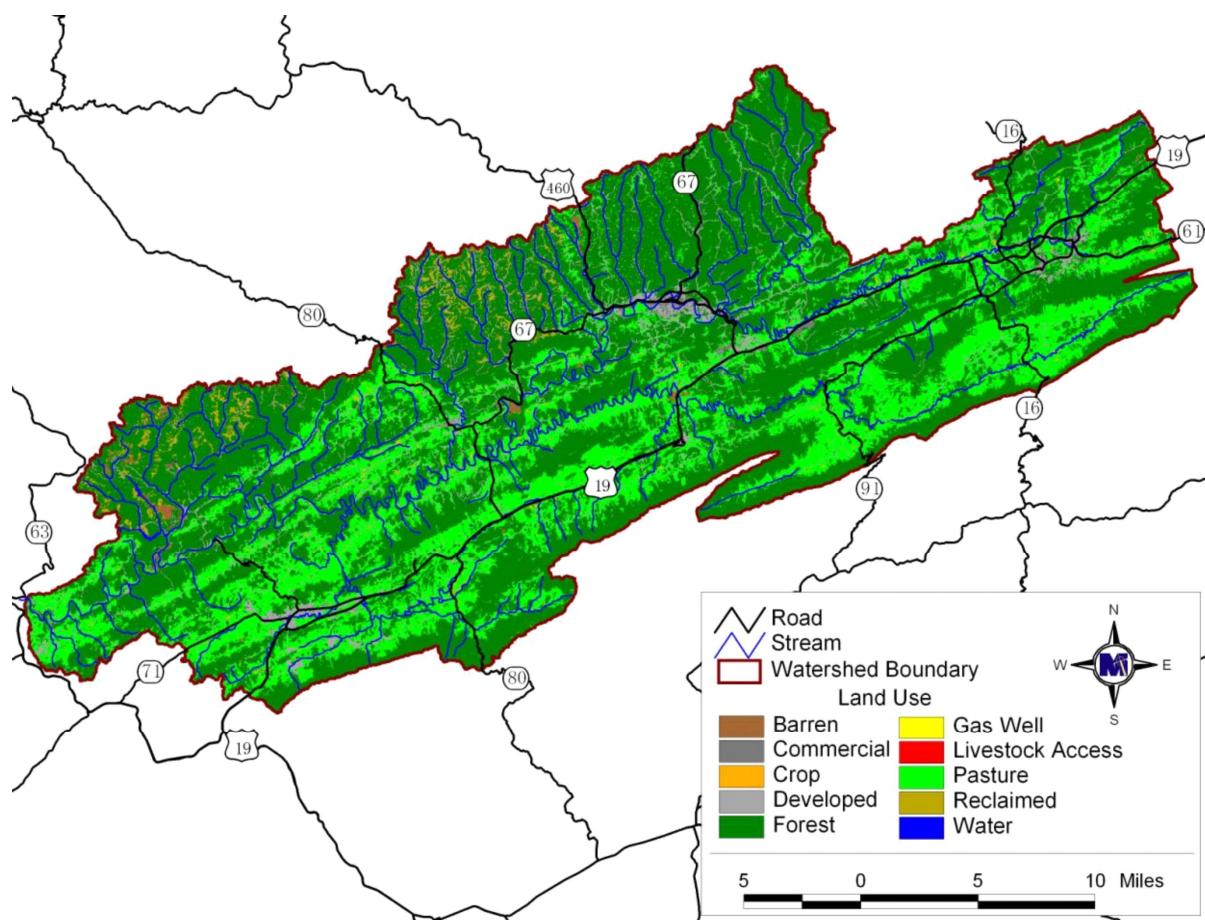 16
19
67
460
61
80
67
16
19
91
63
71
80
19
Road
Stream
Watershed Boundary
Land Use
Barren
Commercial
Crop
Developed
Forest
Gas Well
Livestock Access
Pasture
Reclaimed
Water
N
W M E
S
5 0 5 10 Miles